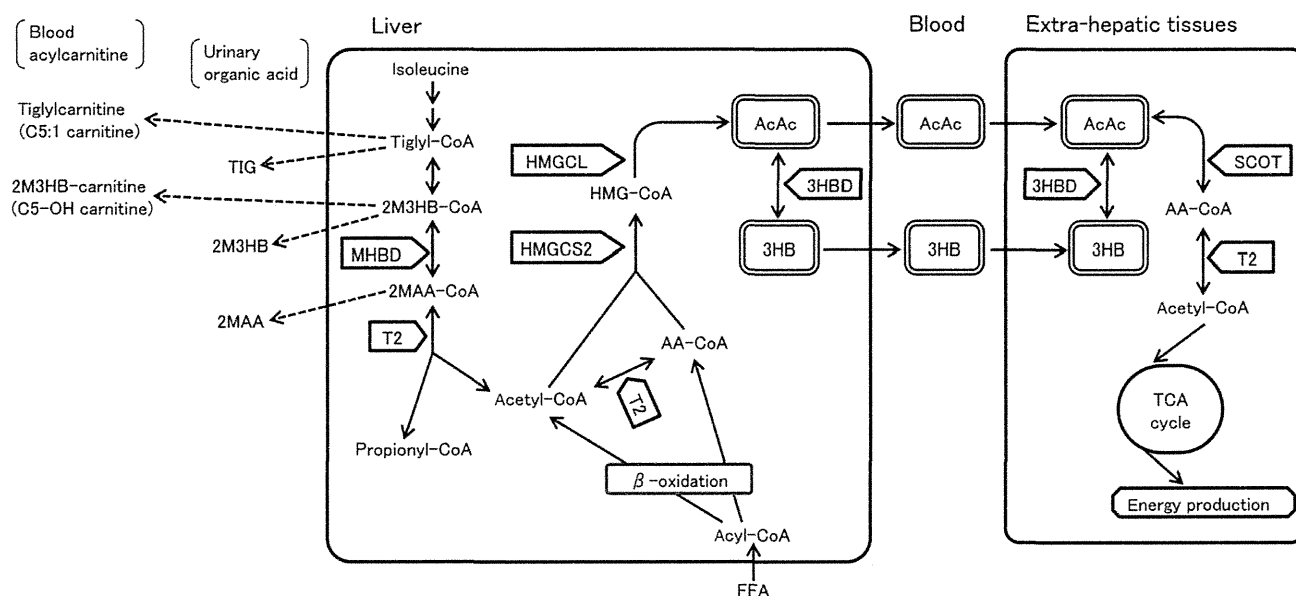 Liver
Blood
Extra-hepatic tissues
Blood
acylcarnitine
Urinary
organic acid
Isoleucine
Tiglylcarnitine
(C5:1 carnitine)
Tiglyl-CoA
TIG
2M3HB-carnitine
(C5-OH carnitine)
2M3HB-CoA
2M3HB
MHBD
2MAA-CoA
2MAA
T2
Propionyl-CoA
Acetyl-CoA
T2
AA-CoA
HMGCS2
HMG-CoA
HMGCL
β-oxidation
Acyl-CoA
FFA
AcAc
3HBD
3HB
AcAc
3HB
AcAc
3HBD
3HB
SCOT
AA-CoA
T2
Acetyl-CoA
TCA
cycle
Energy production